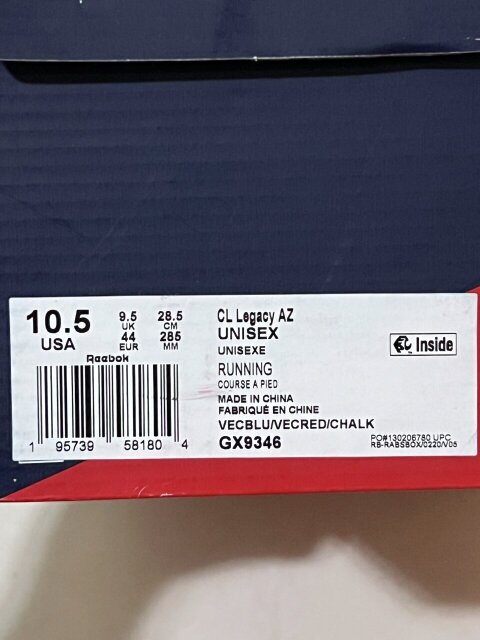 10.5
USA
9.5
UK
44
EUR
28.5
CM
285
MM
Reebok
1 95739 58180 4
CL Legacy AZ
UNISEX
UNISEXE
RUNNING
COURSE A PIED
MADE IN CHINA
FABRIQUÉ EN CHINE
VECBLU/VECRED/CHALK
GX9346
Inside
PO#130206780 UPC
RB-RABSBOX/0220/V05